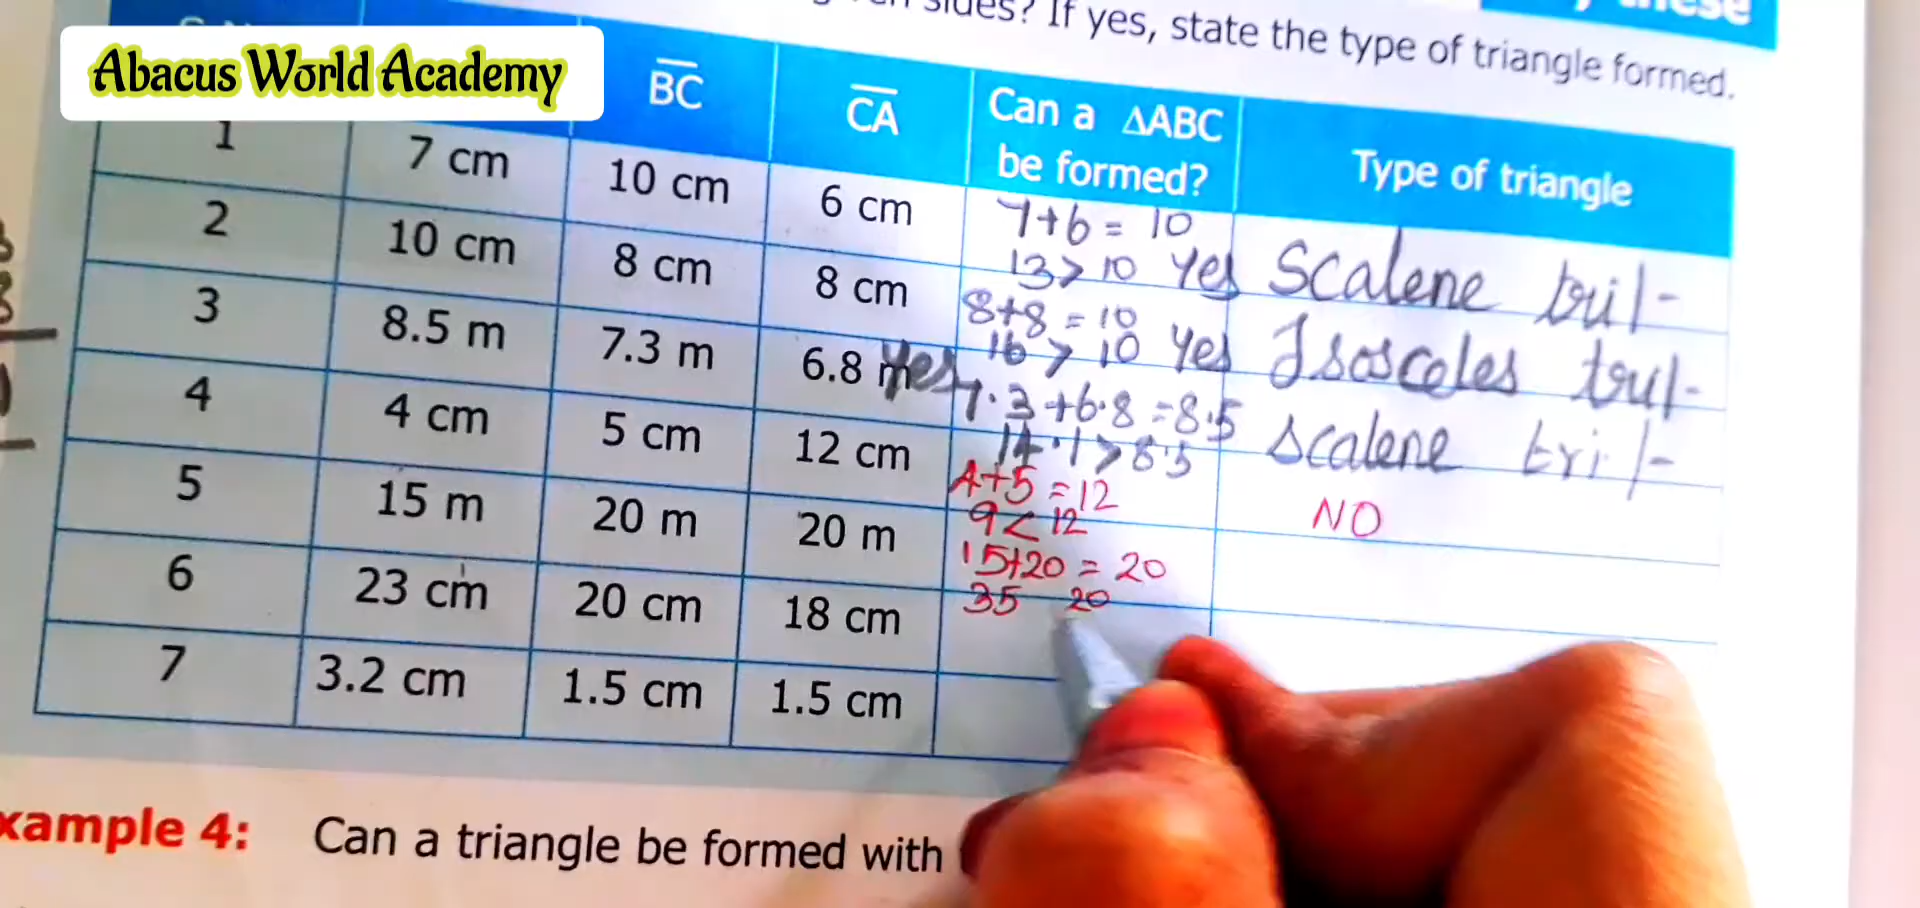 these
sides? If yes, state the type of triangle formed.
Abacus World Academy
BC
CA
Can a ΔABC
be formed?
Type of triangle
1 7 cm 10 cm 6 cm
7+6 = 10
13 > 10 Yes Scalene tril-
2 10 cm 8 cm 8 cm
8+8 = 10
16 > 10 Yes Isosceles tril-
3 8.5 m 7.3 m 6.8 m
Yes 7.3+6.8 =8.5
14.1 > 8.5 Scalene tri/-
4 4 cm 5 cm 12 cm
4+5 = 12
9 < 12 NO
5 15 m 20 m 20 m
15+20 = 20
35 20
6 23 cm 20 cm 18 cm
7 3.2 cm 1.5 cm 1.5 cm
xample 4: Can a triangle be formed with